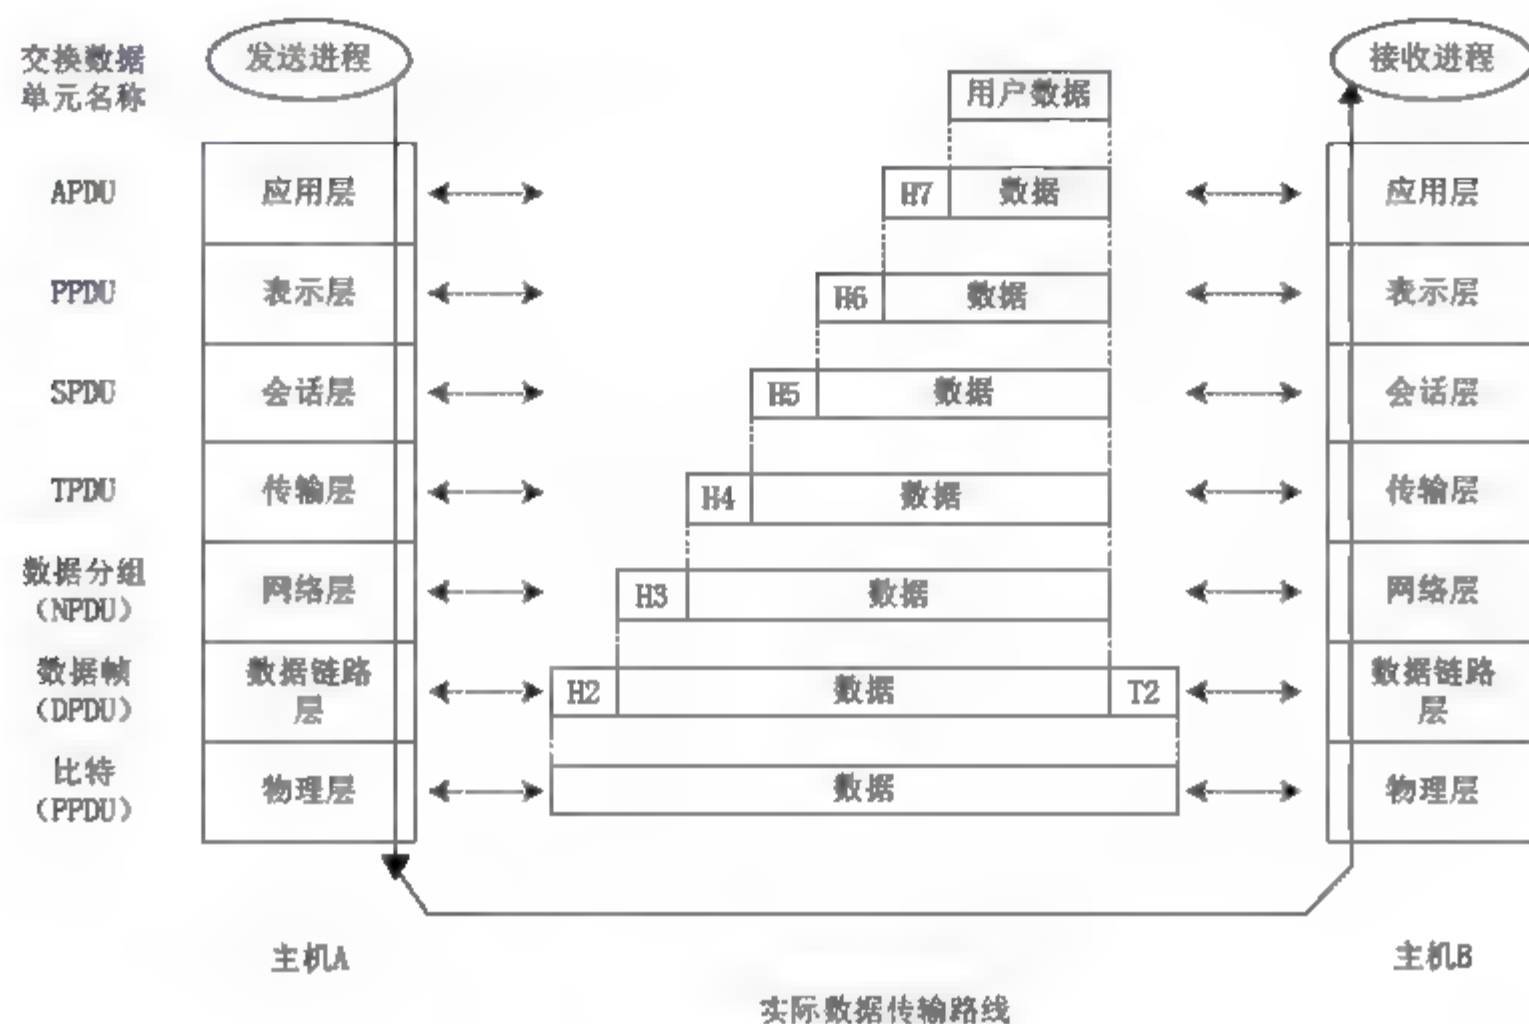 交换数据
单元名称
发送进程
用户数据
接收进程
APDU
应用层
H7
数据
应用层
PPDU
表示层
H6
数据
表示层
SPDU
会话层
H5
数据
会话层
TPDU
传输层
H4
数据
传输层
数据分组
(NPDU)
网络层
H3
数据
网络层
数据帧
(DPDU)
数据链路
层
H2
数据
T2
数据链路
层
比特
(PPDU)
物理层
数据
物理层
主机A
主机B
实际数据传输路线